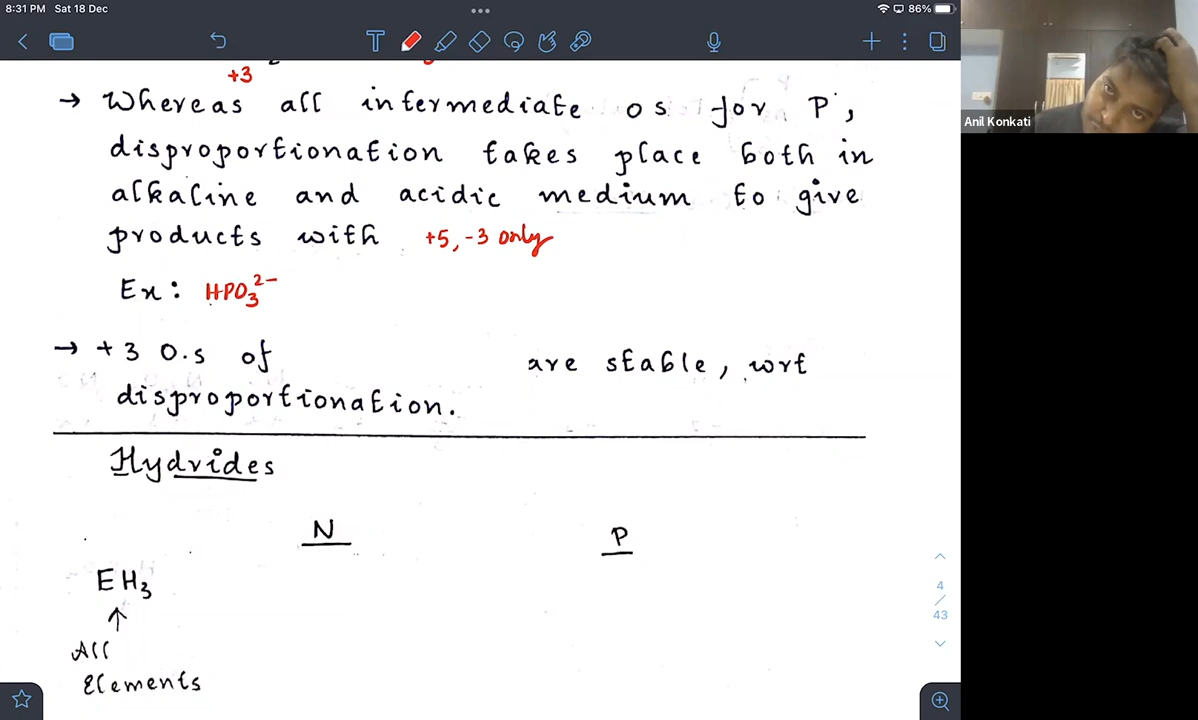 8:31 PM Sat 18 Dec
86%
+3
→ Whereas all intermediate os for P,
disproportionation takes place both in
alkaline and acidic medium to give
products with +5, -3 only
Ex: HPO₃²⁻
→ +3 O.s of are stable, wrt
disproportionation.
Hydrides
N P
EH₃
↑
All
Elements
4
/
43
Anil Konkati